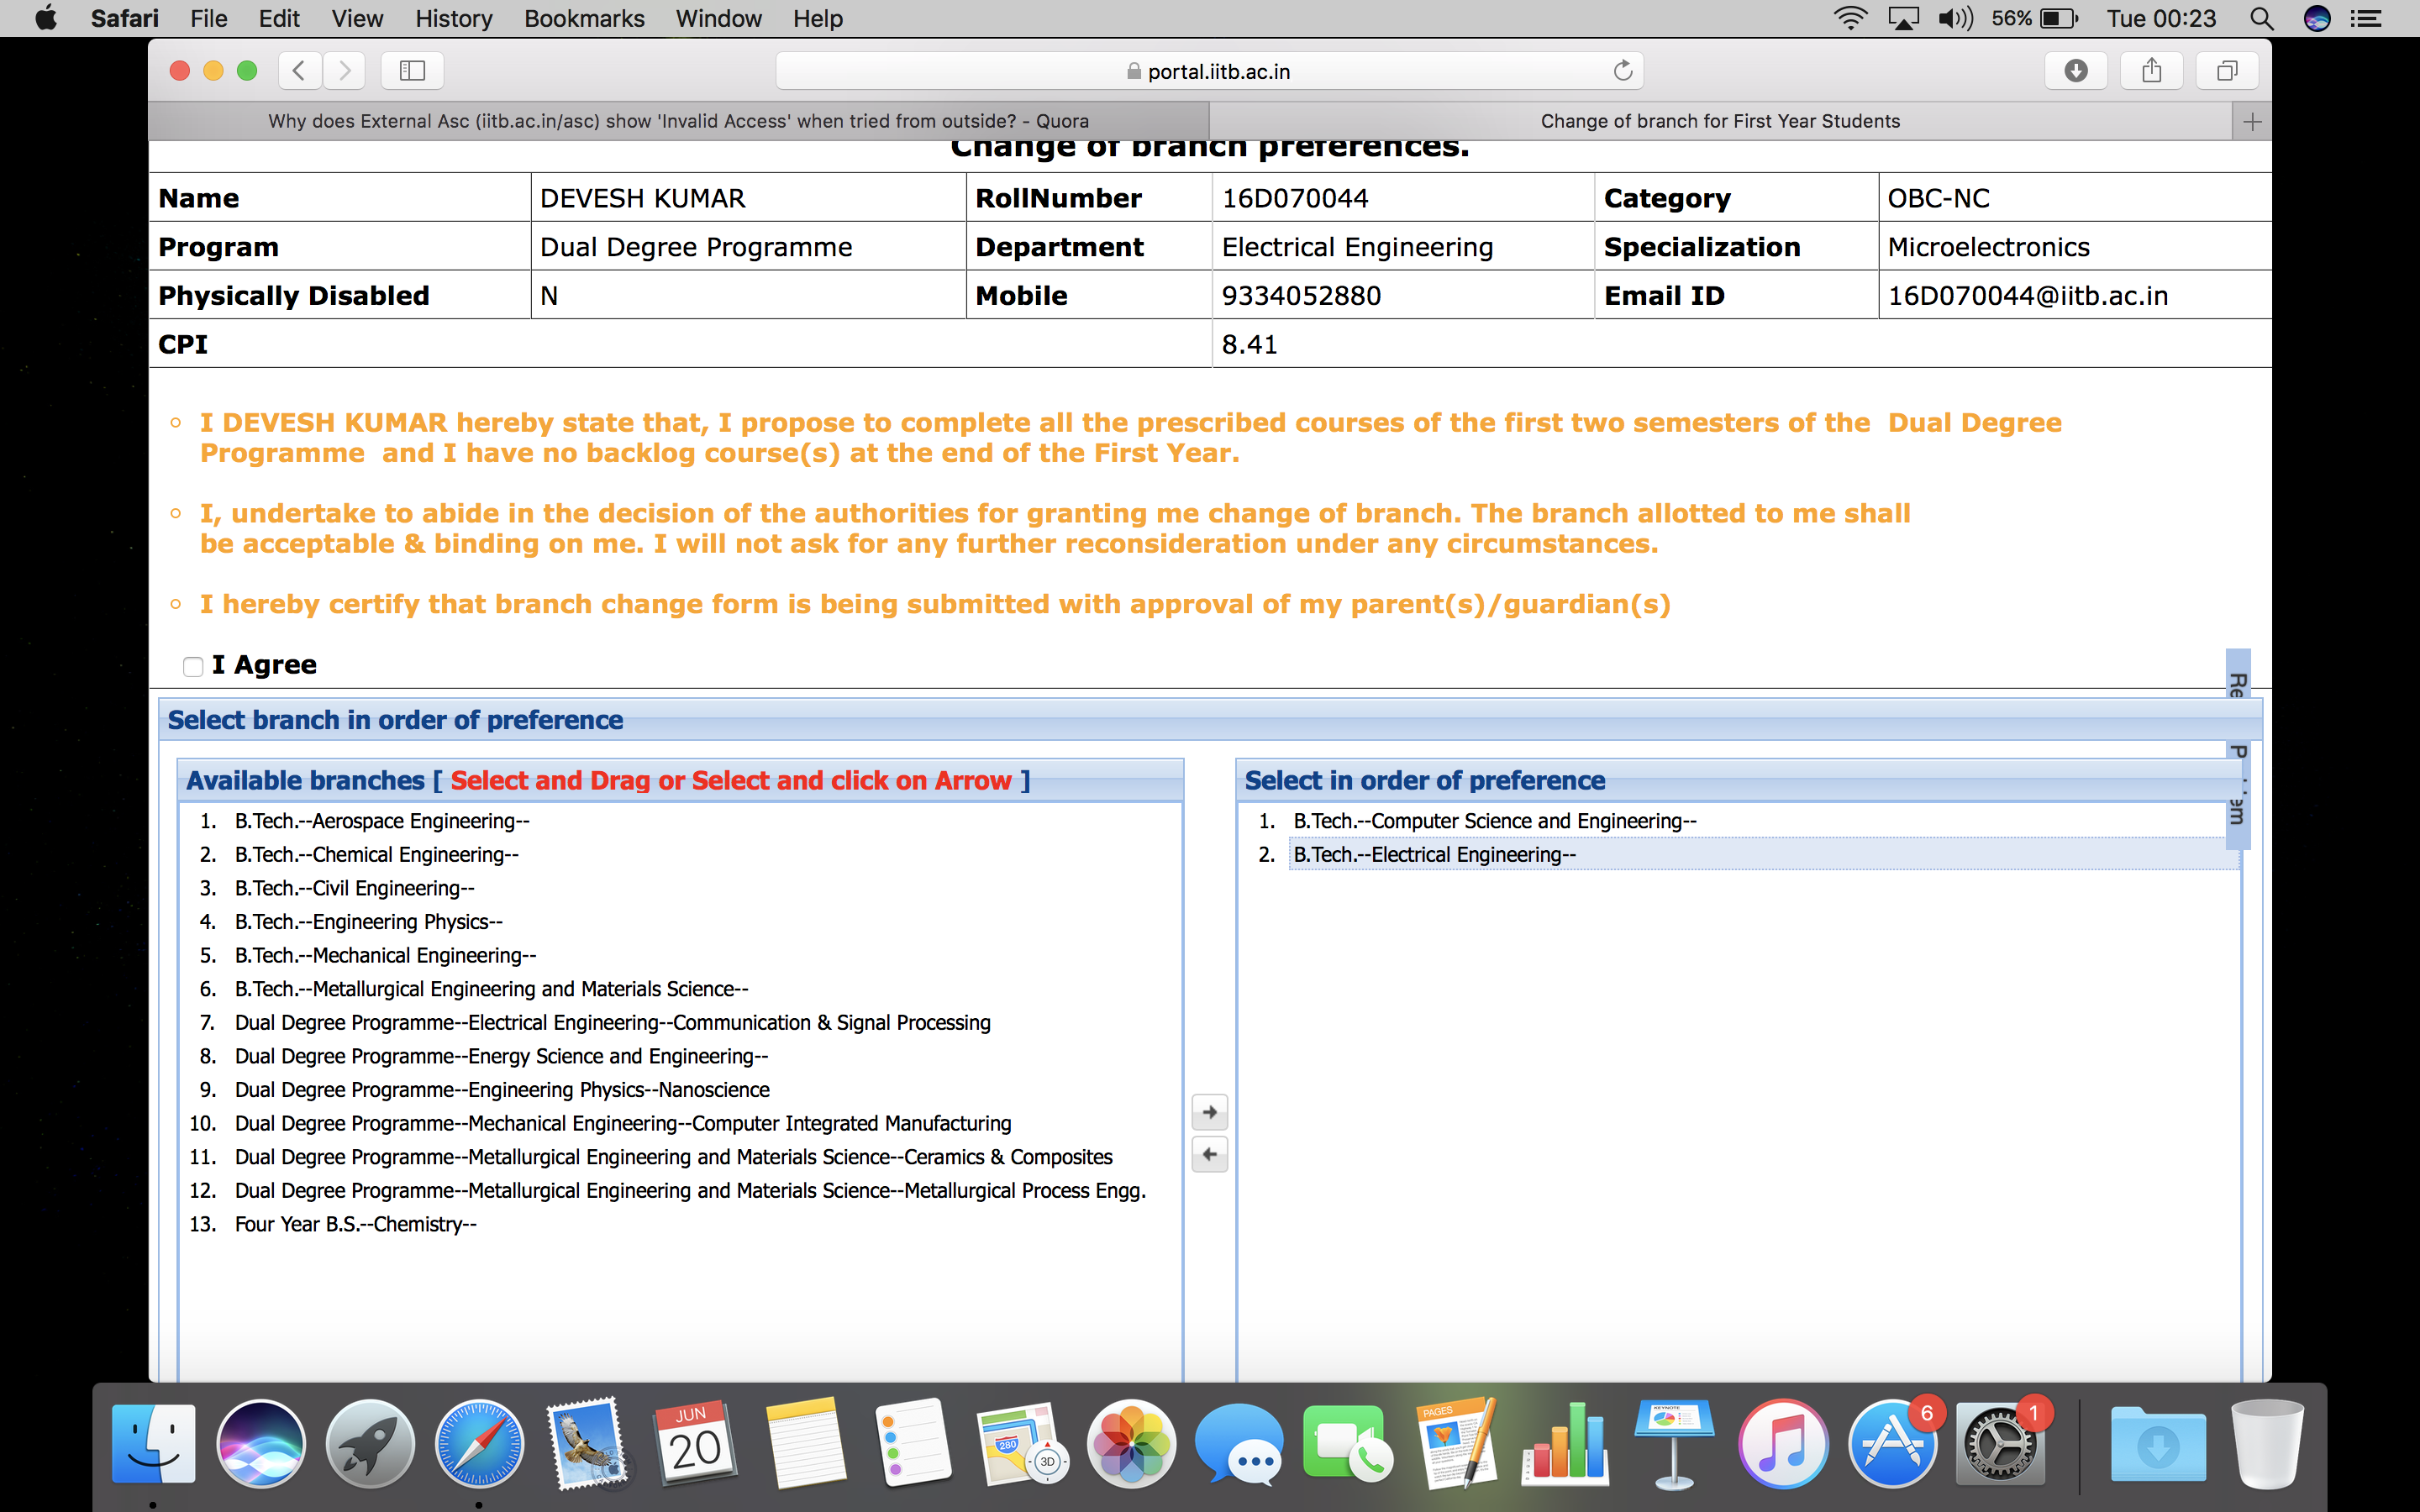 Safari File Edit View History Bookmarks Window Help 56% Tue 00:23
portal.iitb.ac.in
Why does External Asc (iitb.ac.in/asc) show 'Invalid Access' when tried from outside? - Quora Change of branch for First Year Students
Change of branch preferences.
Name DEVESH KUMAR RollNumber 16D070044 Category OBC-NC
Program Dual Degree Programme Department Electrical Engineering Specialization Microelectronics
Physically Disabled N Mobile 9334052880 Email ID 16D070044@iitb.ac.in
CPI 8.41
I DEVESH KUMAR hereby state that, I propose to complete all the prescribed courses of the first two semesters of the Dual Degree
Programme and I have no backlog course(s) at the end of the First Year.
I, undertake to abide in the decision of the authorities for granting me change of branch. The branch allotted to me shall
be acceptable & binding on me. I will not ask for any further reconsideration under any circumstances.
I hereby certify that branch change form is being submitted with approval of my parent(s)/guardian(s)
I Agree
Select branch in order of preference
Available branches [ Select and Drag or Select and click on Arrow ]
1. B.Tech.--Aerospace Engineering--
2. B.Tech.--Chemical Engineering--
3. B.Tech.--Civil Engineering--
4. B.Tech.--Engineering Physics--
5. B.Tech.--Mechanical Engineering--
6. B.Tech.--Metallurgical Engineering and Materials Science--
7. Dual Degree Programme--Electrical Engineering--Communication & Signal Processing
8. Dual Degree Programme--Energy Science and Engineering--
9. Dual Degree Programme--Engineering Physics--Nanoscience
10. Dual Degree Programme--Mechanical Engineering--Computer Integrated Manufacturing
11. Dual Degree Programme--Metallurgical Engineering and Materials Science--Ceramics & Composites
12. Dual Degree Programme--Metallurgical Engineering and Materials Science--Metallurgical Process Engg.
13. Four Year B.S.--Chemistry--
Select in order of preference
1. B.Tech.--Computer Science and Engineering--
2. B.Tech.--Electrical Engineering--
JUN
20
280
3D
PAGES
KEYNOTE
6
1